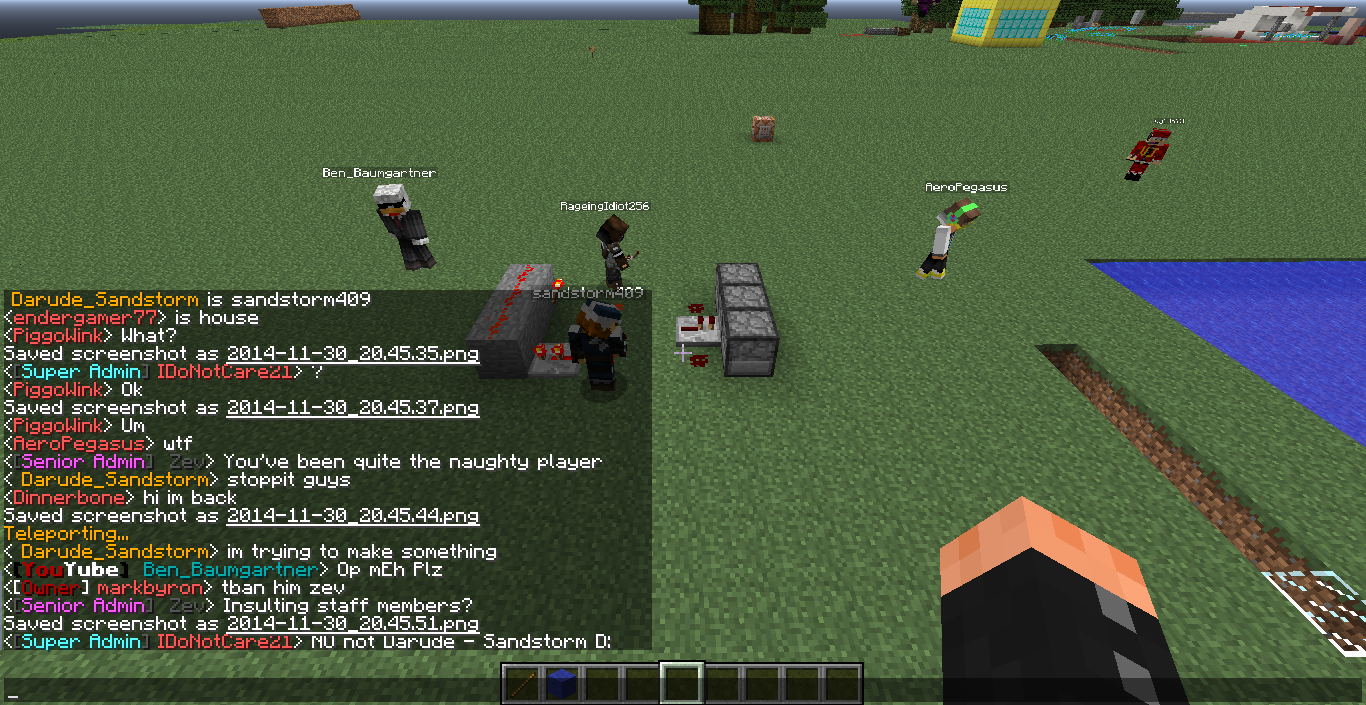 Ben_Baumgartner
RageingIdiot256
AeroPegasus
sandstorm409
Darude_Sandstorm is sandstorm409
<endergamer77> is house
<PiggoWink> What?
Saved screenshot as 2014-11-30_20.45.35.png
<[Super Admin] IDoNotCare21> ?
<PiggoWink> Ok
Saved screenshot as 2014-11-30_20.45.37.png
<PiggoWink> Um
<AeroPegasus> wtf
<[Senior Admin] Zev> You've been quite the naughty player
< Darude_Sandstorm> stoppit guys
<Dinnerbone> hi im back
Saved screenshot as 2014-11-30_20.45.44.png
Teleporting...
< Darude_Sandstorm> im trying to make something
<[YouTube] Ben_Baumgartner> Op mEh Plz
<[Owner] markbyron> tban him zev
<[Senior Admin] Zev> Insulting staff members?
Saved screenshot as 2014-11-30_20.45.51.png
<[Super Admin] IDoNotCare21> NO not Darude - Sandstorm D:
_